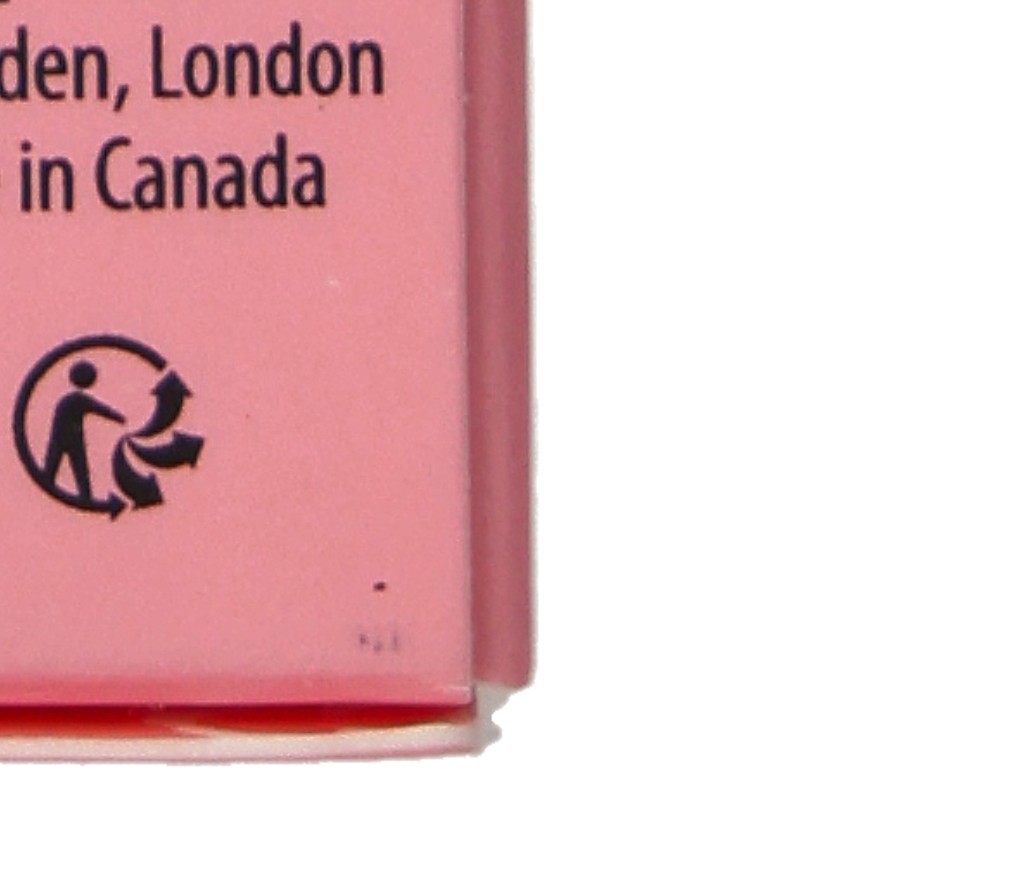 den, London
in Canada